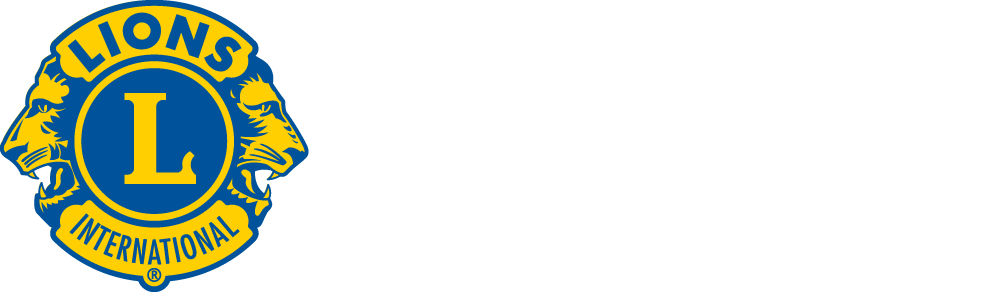 LIONS
L
INTERNATIONAL
®